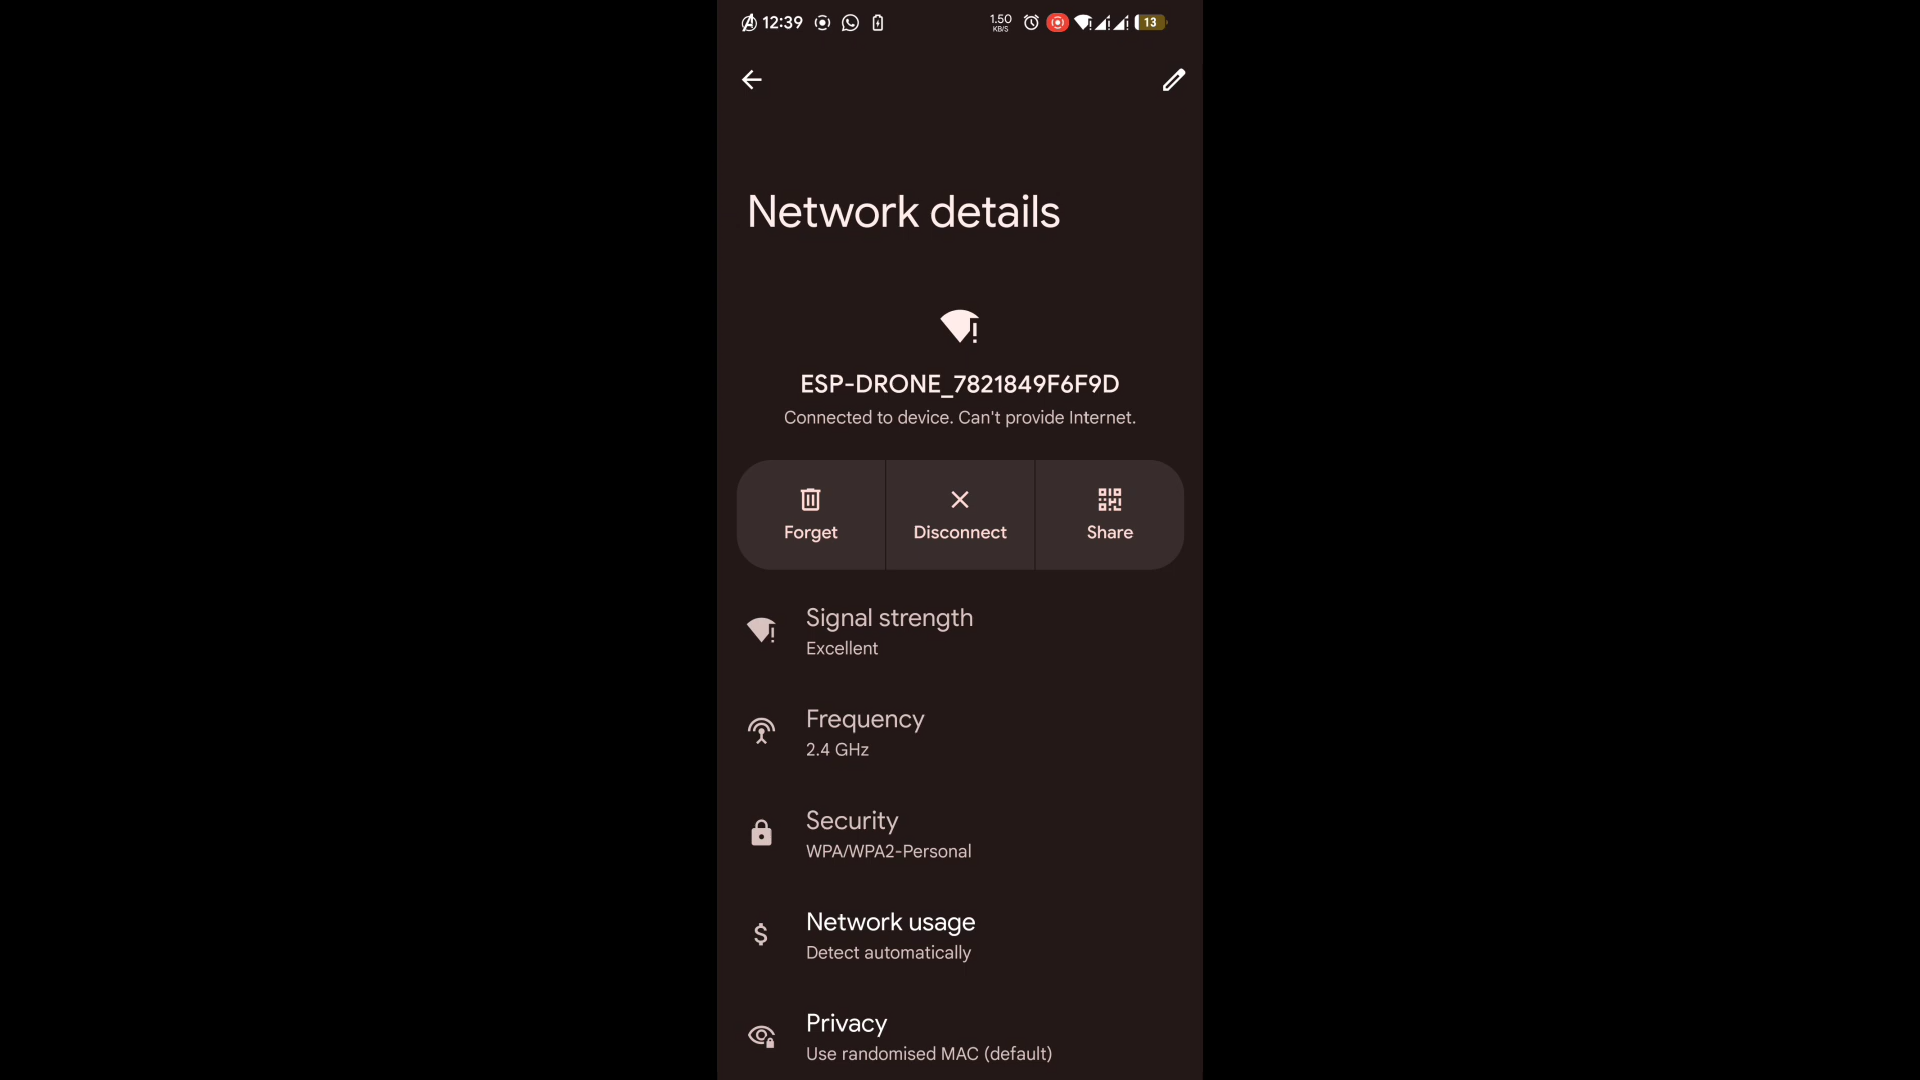 12:39
1.50
KB/S
13
Network details
ESP-DRONE_7821849F6F9D
Connected to device. Can't provide Internet.
Forget
Disconnect
Share
Signal strength
Excellent
Frequency
2.4 GHz
Security
WPA/WPA2-Personal
Network usage
Detect automatically
Privacy
Use randomised MAC (default)